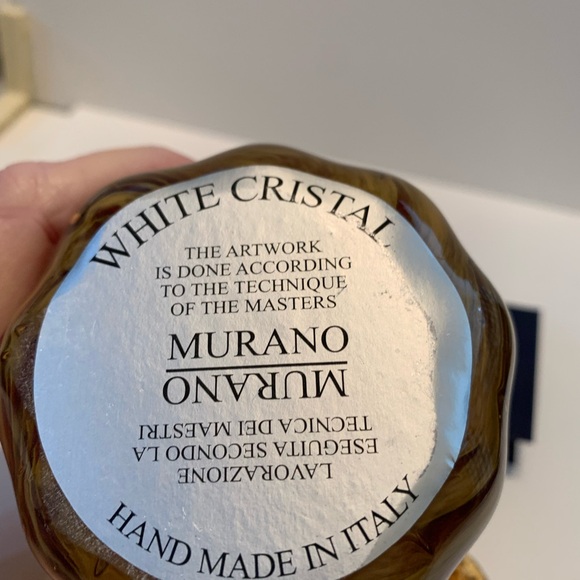 WHITE CRISTAL
THE ARTWORK
IS DONE ACCORDING
TO THE TECHNIQUE
OF THE MASTERS
MURANO
MURANO
LAVORAZIONE
ESEGUITA SECONDO LA
TECNICA DEI MAESTRI
HAND MADE IN ITALY